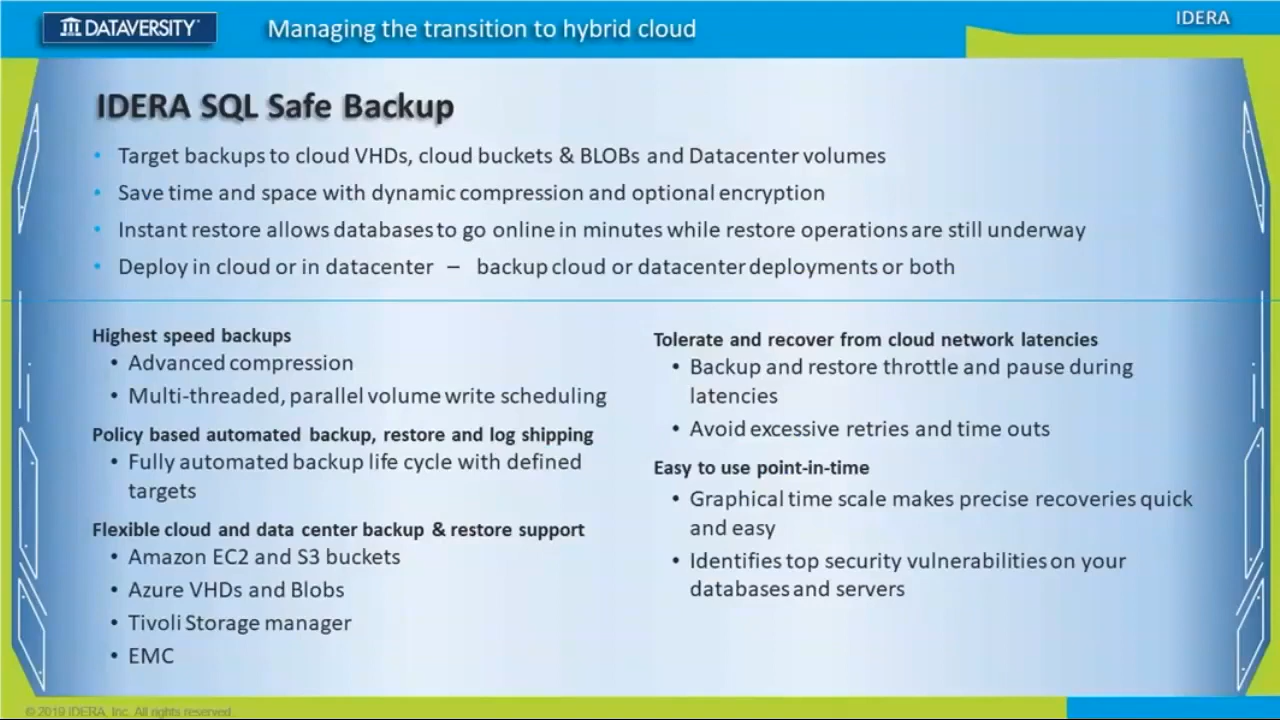 DATAVERSITY
Managing the transition to hybrid cloud
IDERA
IDERA SQL Safe Backup
• Target backups to cloud VHDs, cloud buckets & BLOBs and Datacenter volumes
• Save time and space with dynamic compression and optional encryption
• Instant restore allows databases to go online in minutes while restore operations are still underway
• Deploy in cloud or in datacenter – backup cloud or datacenter deployments or both
Highest speed backups
• Advanced compression
• Multi-threaded, parallel volume write scheduling
Policy based automated backup, restore and log shipping
• Fully automated backup life cycle with defined
targets
Flexible cloud and data center backup & restore support
• Amazon EC2 and S3 buckets
• Azure VHDs and Blobs
• Tivoli Storage manager
• EMC
Tolerate and recover from cloud network latencies
• Backup and restore throttle and pause during
latencies
• Avoid excessive retries and time outs
Easy to use point-in-time
• Graphical time scale makes precise recoveries quick
and easy
• Identifies top security vulnerabilities on your
databases and servers
© 2019 IDERA, Inc. All rights reserved.